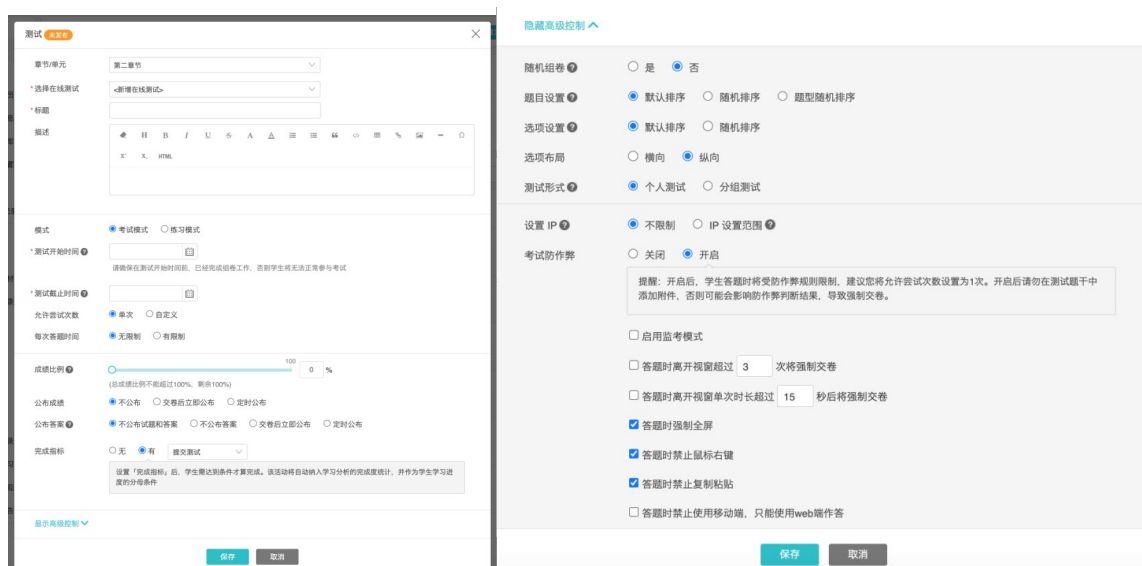 测试 未发布
章节/单元 第二章节
*选择在线测试 <新增在线测试>
*标题
描述
H B I U S A A
X² X, HTML
模式 考试模式 练习模式
*测试开始时间
请确保在测试开始时间前，已经完成组卷工作，否则学生将无法正常参与考试
*测试截止时间
允许尝试次数 单次 自定义
每次答题时间 无限制 有限制
成绩比例 100 0 %
(总成绩比例不能超过100%，剩余100%)
公布成绩 不公布 交卷后立即公布 定时公布
公布答案 不公布试题和答案 不公布答案 交卷后立即公布 定时公布
完成指标 无 有 提交测试
设置「完成指标」后，学生需达到条件才算完成。该活动将自动纳入学习分析的完成度统计，并作为学生学习进
度的分母条件
显示高级控制
保存 取消
隐藏高级控制
随机组卷 是 否
题目设置 默认排序 随机排序 题型随机排序
选项设置 默认排序 随机排序
选项布局 横向 纵向
测试形式 个人测试 分组测试
设置 IP 不限制 IP 设置范围
考试防作弊 关闭 开启
提醒：开启后，学生答题时将受防作弊规则限制，建议您将允许尝试次数设置为1次。开启后请勿在测试题干中
添加附件，否则可能会影响防作弊判断结果，导致强制交卷。
启用监考模式
答题时离开视窗超过 3 次将强制交卷
答题时离开视窗单次时长超过 15 秒后将强制交卷
答题时强制全屏
答题时禁止鼠标右键
答题时禁止复制粘贴
答题时禁止使用移动端，只能使用web端作答
保存 取消